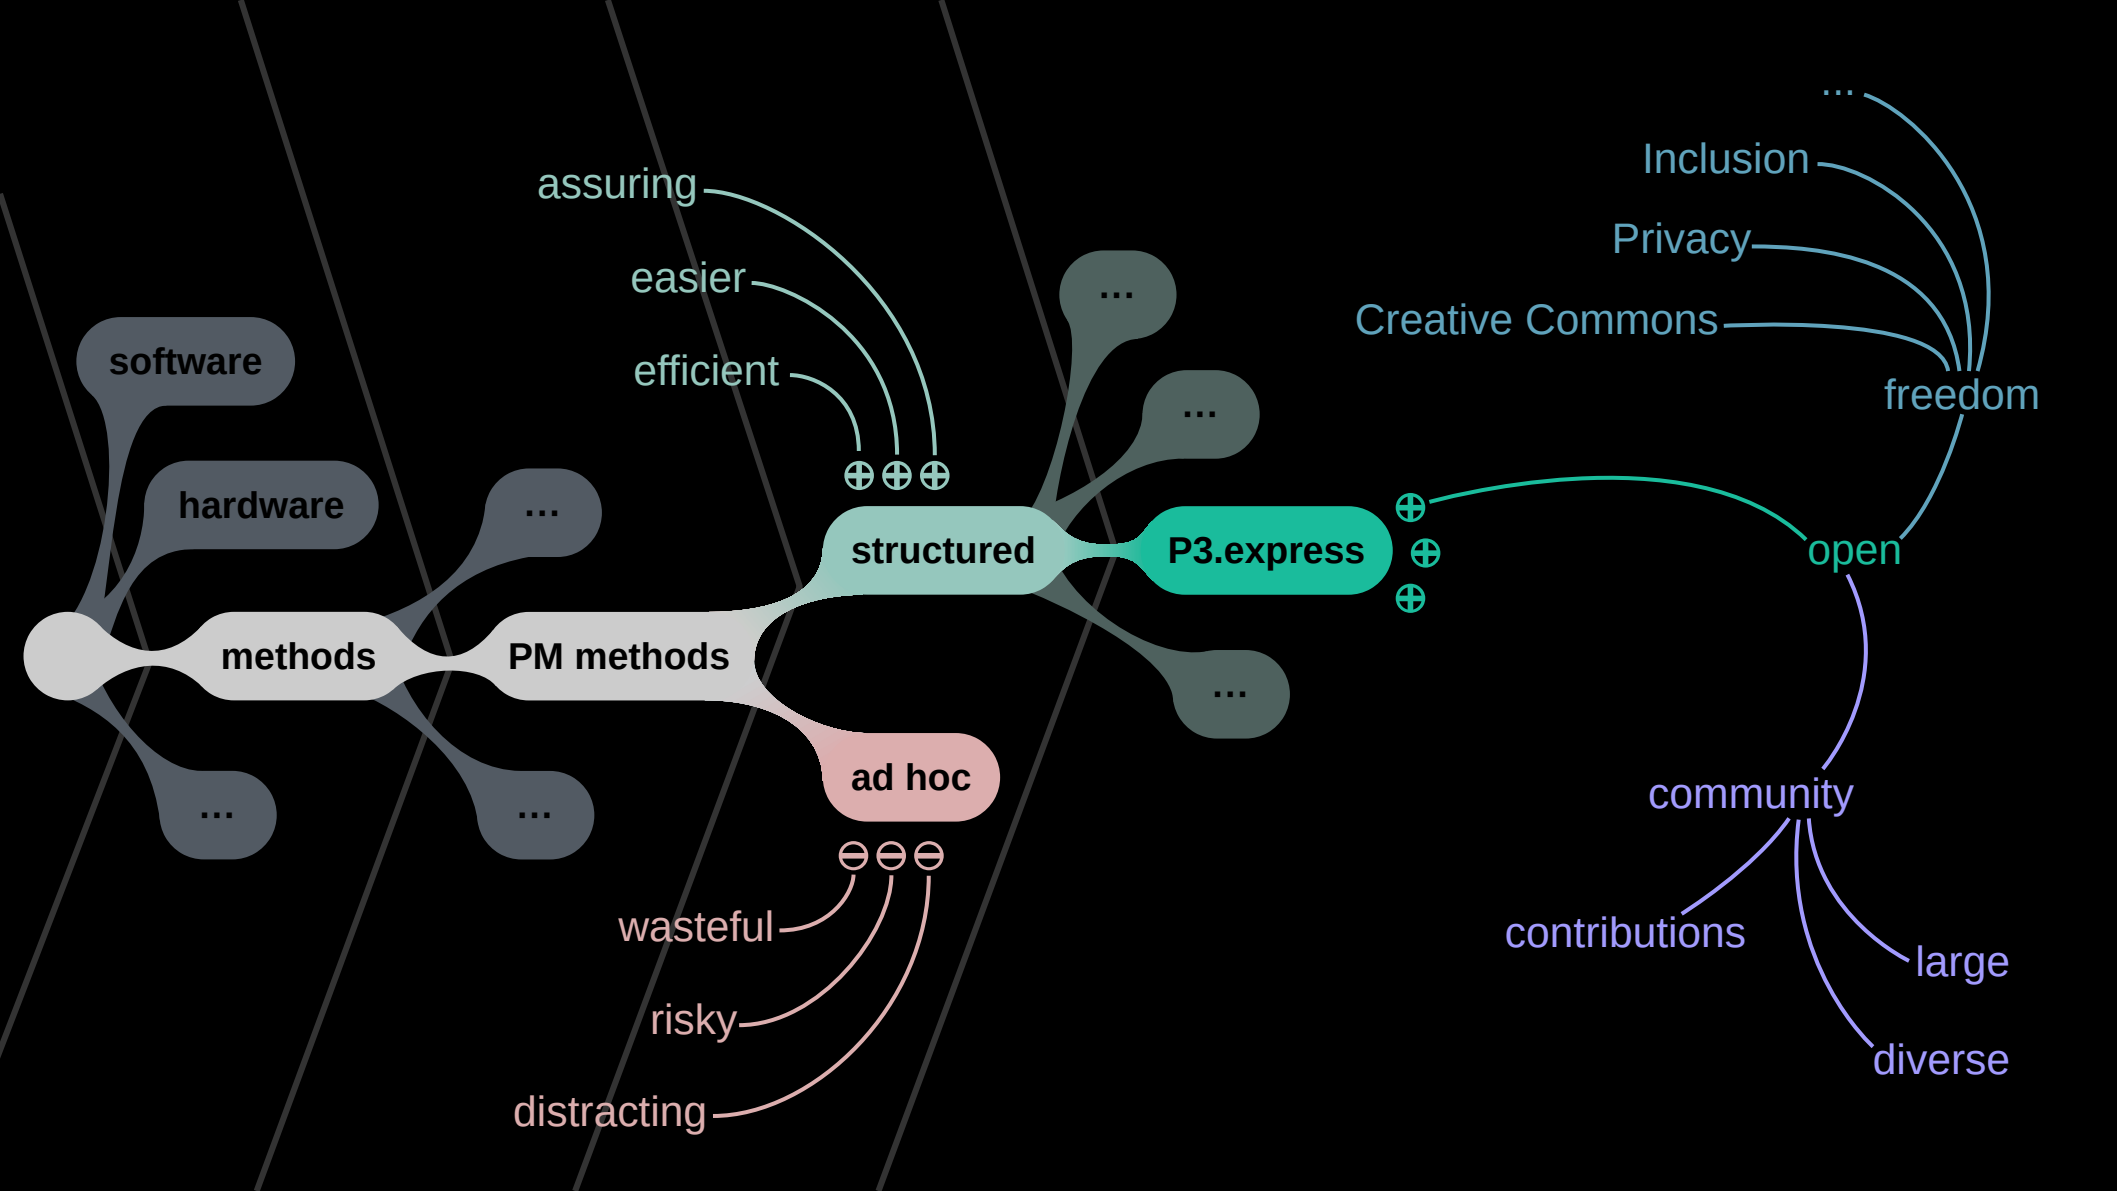 software
hardware
...
methods
...
...
PM methods
assuring
easier
efficient
structured
ad hoc
wasteful
risky
distracting
...
...
P3.express
...
...
Inclusion
Privacy
Creative Commons
freedom
open
community
contributions
large
diverse